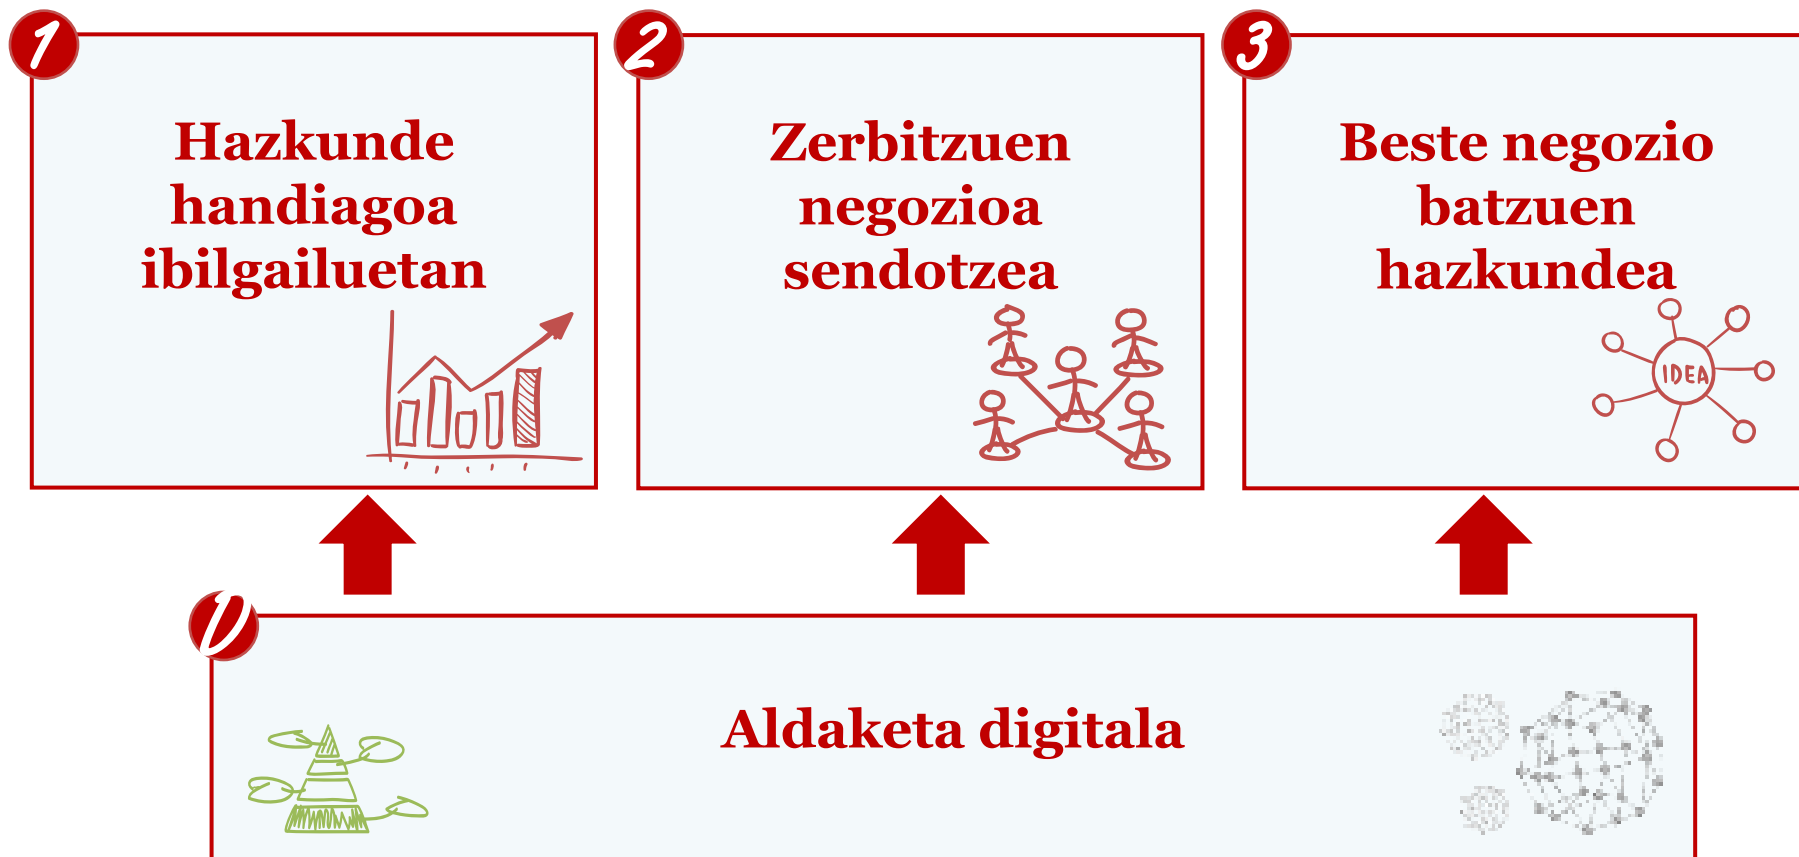 1
Hazkunde
handiagoa
ibilgailuetan
2
Zerbitzuen
negozioa
sendotzea
3
Beste negozio
batzuen
hazkundea
IDEA
Aldaketa digitala